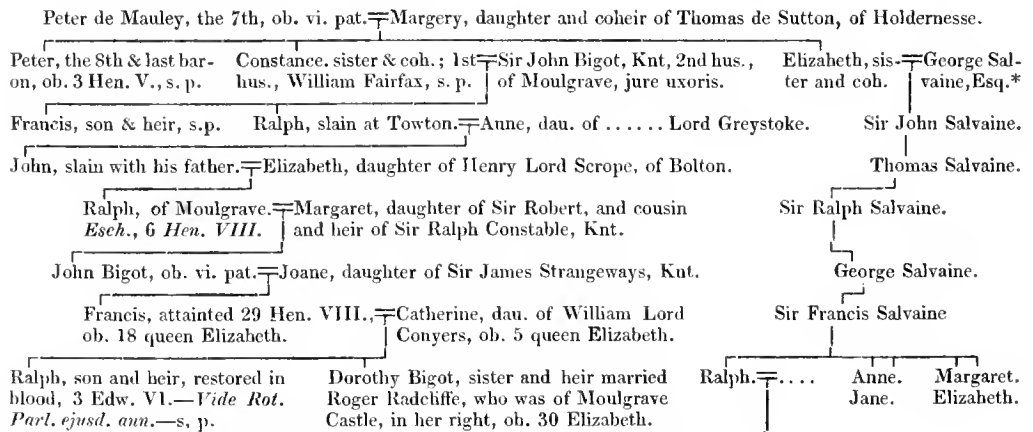 Peter de Mauley, the 7th, ob. vi. pat.=Margery, daughter and coheir of Thomas de Sutton, of Holdernesse.
Peter, the 8th & last bar- Constance. sister & coh.; 1st=Sir John Bigot, Knt, 2nd hus., Elizabeth, sis-=George Sal-
on, ob. 3 Hen. V., s. p. hus., William Fairfax, s. p. of Moulgrave, jure uxoris. ter and coh. vaine, Esq.*
Francis, son & heir, s.p. Ralph, slain at Towton.=Anne, dau. of ...... Lord Greystoke. Sir John Salvaine.
John, slain with his father.=Elizabeth, daughter of Henry Lord Scrope, of Bolton. Thomas Salvaine.
Ralph, of Moulgrave.=Margaret, daughter of Sir Robert, and cousin Sir Ralph Salvaine.
Esch., 6 Hen. VIII. and heir of Sir Ralph Constable, Knt.
John Bigot, ob. vi. pat.=Joane, daughter of Sir James Strangeways, Knt. George Salvaine.
Francis, attainted 29 Hen. VIII.,=Catherine, dau. of William Lord Sir Francis Salvaine
ob. 18 queen Elizabeth. Conyers, ob. 5 queen Elizabeth.
Ralph, son and heir, restored in Dorothy Bigot, sister and heir married Ralph.=.... Anne. Margaret.
blood, 3 Edw. VI.—Vide Rot. Roger Radcliffe, who was of Moulgrave Jane. Elizabeth.
Parl. ejusd. ann.—s, p. Castle, in her right, ob. 30 Elizabeth.